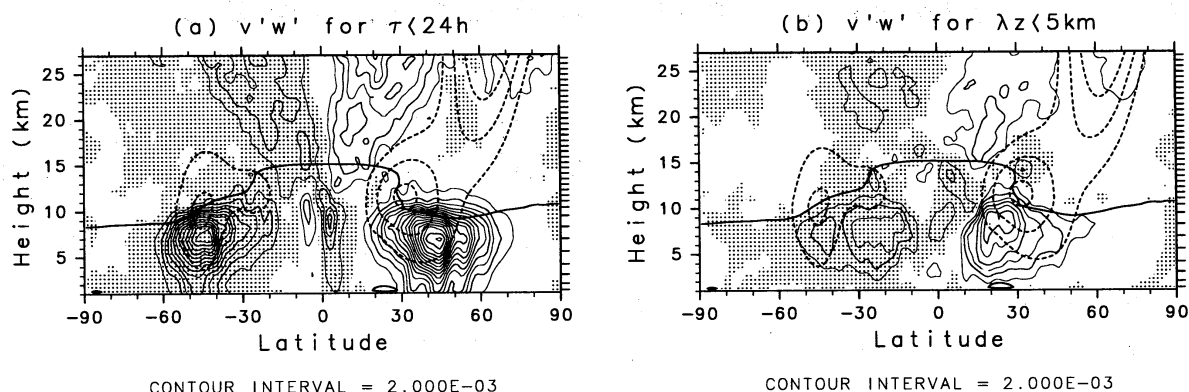 (a) v'w' for τ<24h
25
20
15
10
5
Height (km)
-90 -60 -30 0 30 60 90
Latitude
CONTOUR INTERVAL = 2.000E-03
(b) v'w' for λz<5km
25
20
15
10
5
Height (km)
-90 -60 -30 0 30 60 90
Latitude
CONTOUR INTERVAL = 2.000E-03